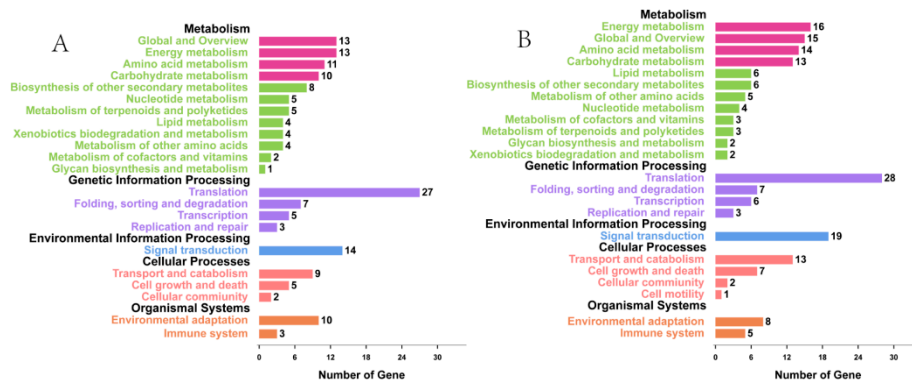 A
Metabolism
Global and Overview 13
Energy metabolism 13
Amino acid metabolism 11
Carbohydrate metabolism 10
Biosynthesis of other secondary metabolites 8
Nucleotide metabolism 5
Metabolism of terpenoids and polyketides 5
Lipid metabolism 4
Xenobiotics biodegradation and metabolism 4
Metabolism of other amino acids 4
Metabolism of cofactors and vitamins 2
Glycan biosynthesis and metabolism 1
Genetic Information Processing
Translation 27
Folding, sorting and degradation 7
Transcription 5
Replication and repair 3
Environmental Information Processing
Signal transduction 14
Cellular Processes
Transport and catabolism 9
Cell growth and death 5
Cellular commiunity 2
Organismal Systems
Environmental adaptation 10
Immune system 3
0 6 12 18 24 30
Number of Gene
B
Metabolism
Energy metabolism 16
Global and Overview 15
Amino acid metabolism 14
Carbohydrate metabolism 13
Lipid metabolism 6
Biosynthesis of other secondary metabolites 6
Metabolism of other amino acids 5
Nucleotide metabolism 4
Metabolism of cofactors and vitamins 3
Metabolism of terpenoids and polyketides 3
Glycan biosynthesis and metabolism 2
Xenobiotics biodegradation and metabolism 2
Genetic Information Processing
Translation 28
Folding, sorting and degradation 7
Transcription 6
Replication and repair 3
Environmental Information Processing
Signal transduction 19
Cellular Processes
Transport and catabolism 13
Cell growth and death 7
Cellular commiunity 2
Cell motility 1
Organismal Systems
Environmental adaptation 8
Immune system 5
0 6 12 18 24 30
Number of Gene